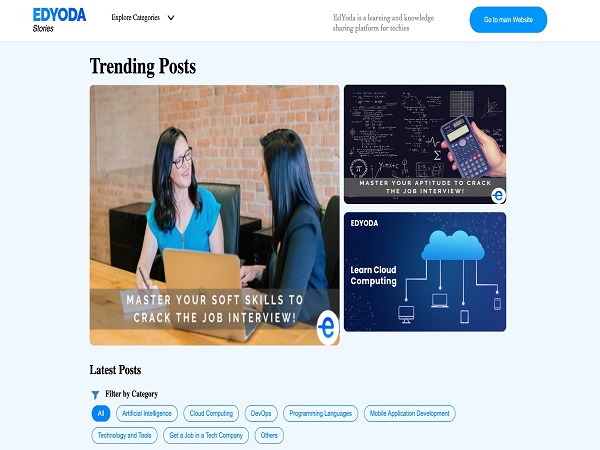 EDYODA
Stories
Explore Categories
EdYoda is a learning and knowledge
sharing platform for techies
Go to main Website
Trending Posts
MASTER YOUR SOFT SKILLS TO
CRACK THE JOB INTERVIEW!
MASTER YOUR APTITUDE TO CRACK
THE JOB INTERVIEW!
EDYODA
Learn Cloud
Computing
Latest Posts
Filter by Category
All
Artificial Intelligence
Cloud Computing
DevOps
Programming Languages
Mobile Application Development
Technology and Tools
Get a Job in a Tech Company
Others